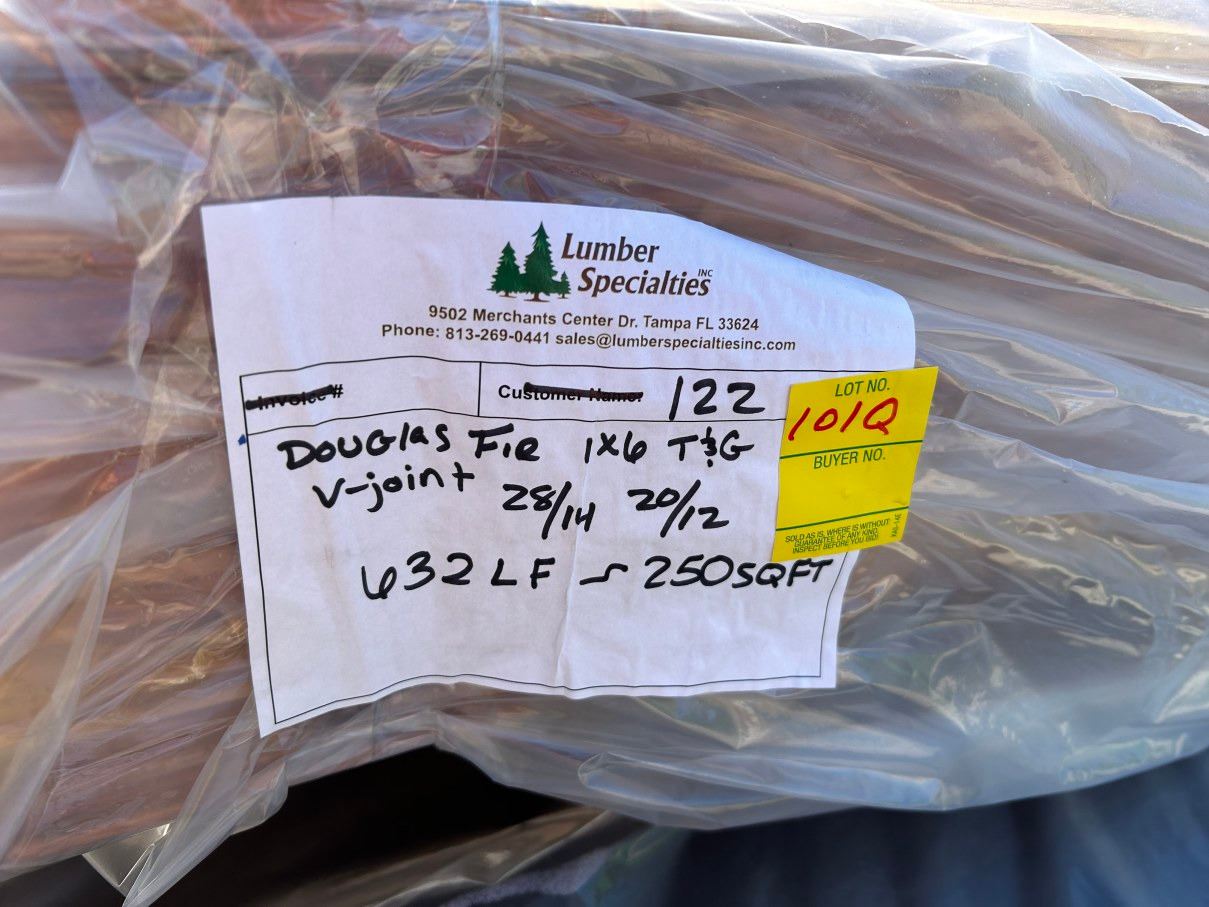 Lumber
Specialties INC
9502 Merchants Center Dr. Tampa FL 33624
Phone: 813-269-0441 sales@lumberspecialtiesinc.com
Invoice #
Customer Name: 122
DOUGlAS FIR 1X6 T&G
V-joint 28/14 20/12
632 LF ~ 250 SQFT
LOT NO.
101Q
BUYER NO.
SOLD AS IS, WHERE IS WITHOUT
GUARANTEE OF ANY KIND.
INSPECT BEFORE YOU BID!